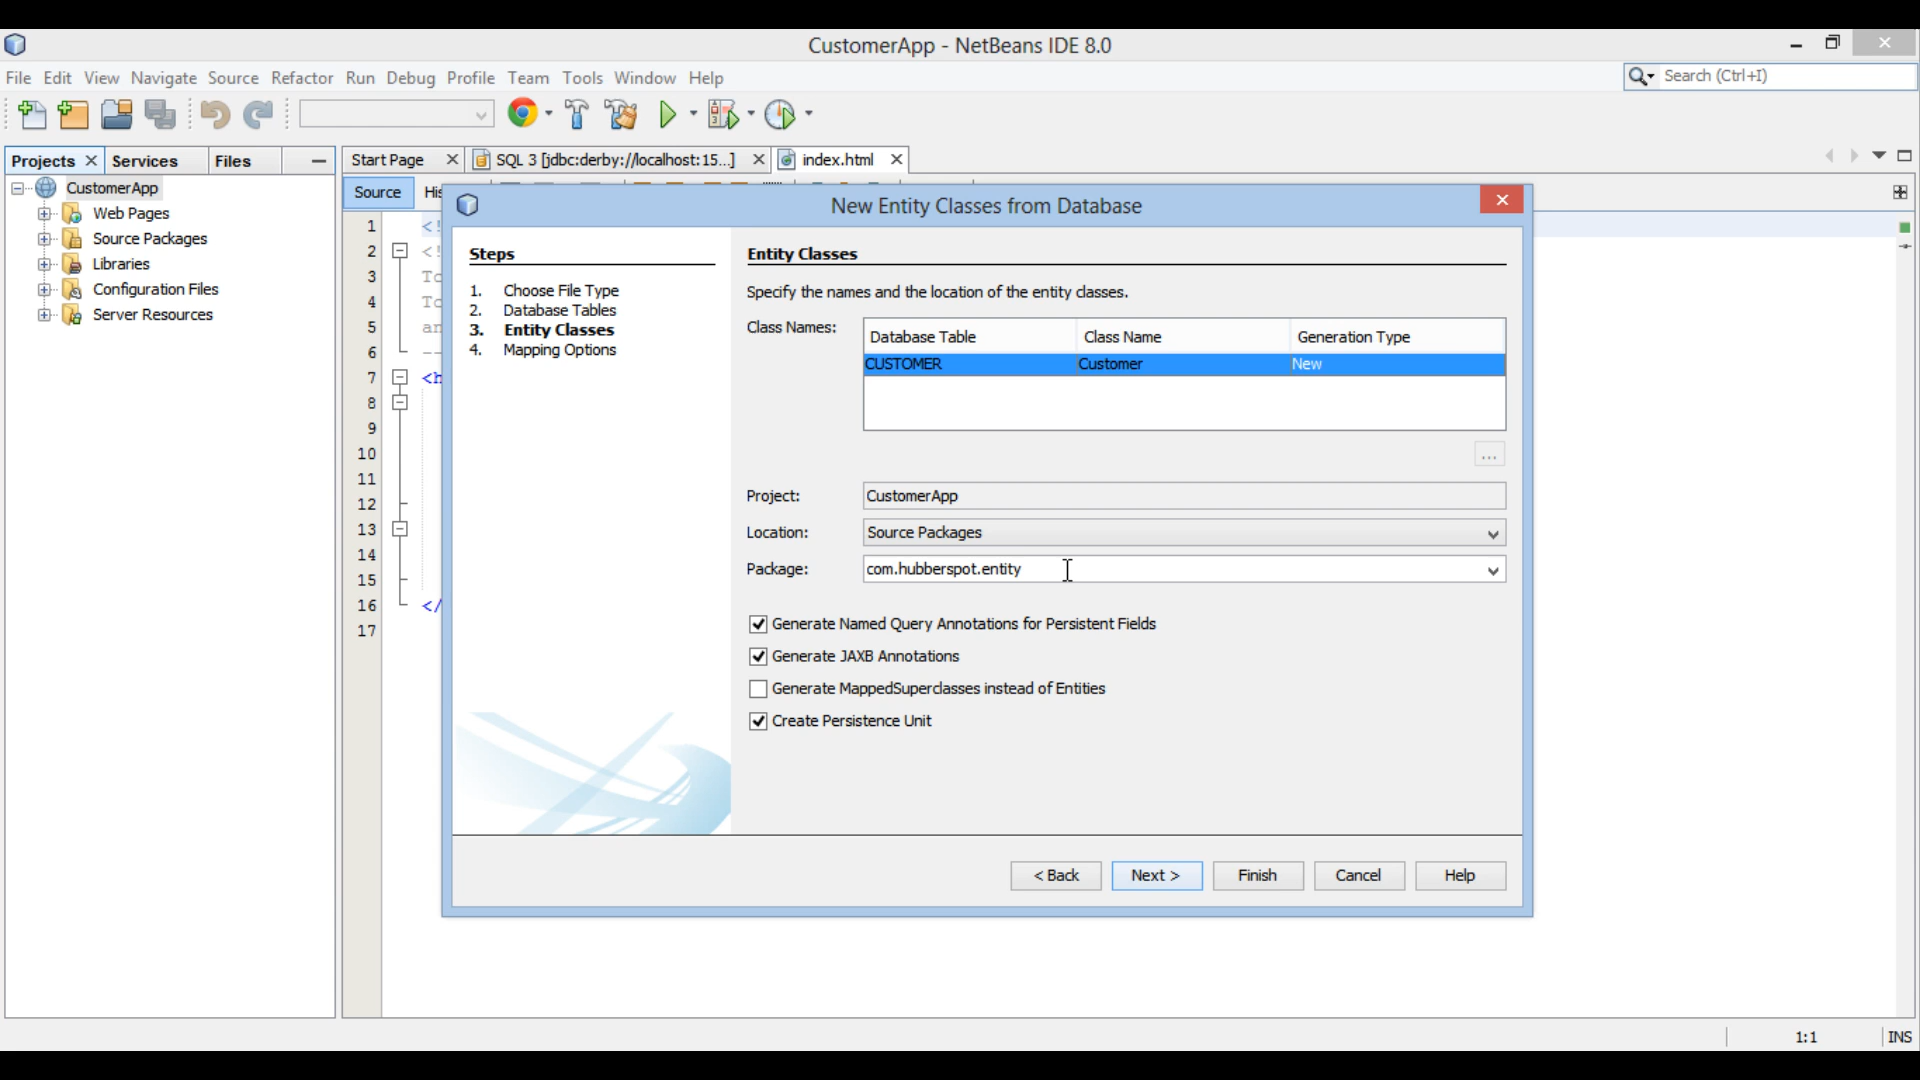 CustomerApp - NetBeans IDE 8.0
File Edit View Navigate Source Refactor Run Debug Profile Team Tools Window Help
Search (Ctrl+I)
Projects Services Files
Start Page SQL 3 [jdbc:derby://localhost:15...] index.html
CustomerApp
Web Pages
Source Packages
Libraries
Configuration Files
Server Resources
Source
1
2
3
4
5
6
7
8
9
10
11
12
13
14
15
16 </
17
New Entity Classes from Database
Steps
1. Choose File Type
2. Database Tables
3. Entity Classes
4. Mapping Options
Entity Classes
Specify the names and the location of the entity classes.
Class Names:
Database Table Class Name Generation Type
CUSTOMER Customer New
...
Project: CustomerApp
Location: Source Packages
Package: com.hubberspot.entity
Generate Named Query Annotations for Persistent Fields
Generate JAXB Annotations
Generate MappedSuperclasses instead of Entities
Create Persistence Unit
< Back Next > Finish Cancel Help
1:1 INS